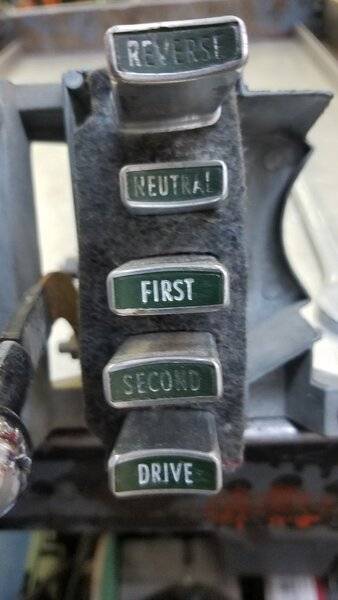 REVERSE
NEUTRAL
FIRST
SECOND
DRIVE